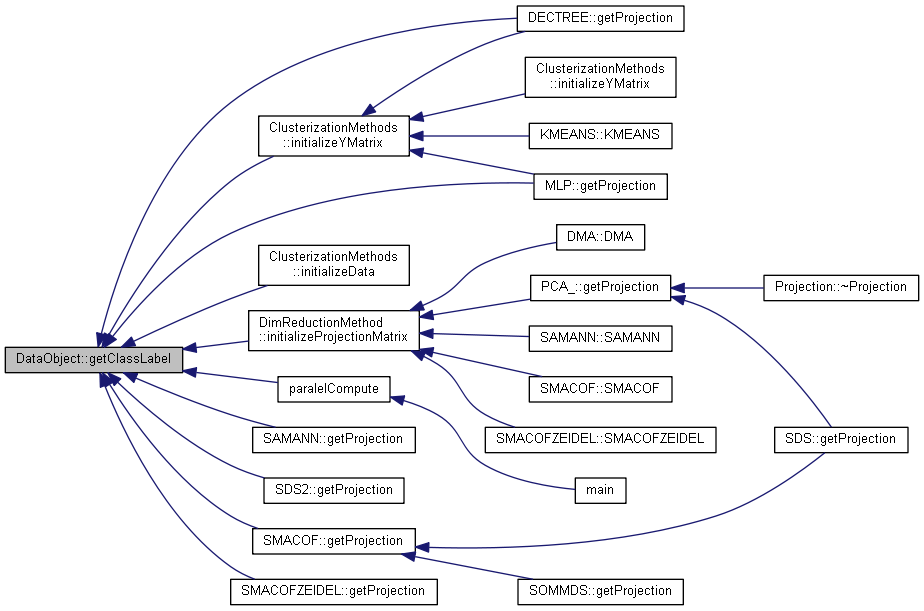 DECTREE::getProjection
ClusterizationMethods
::initializeYMatrix
ClusterizationMethods
::initializeYMatrix
KMEANS::KMEANS
MLP::getProjection
DMA::DMA
ClusterizationMethods
::initializeData
PCA_::getProjection
Projection::~Projection
DimReductionMethod
::initializeProjectionMatrix
SAMANN::SAMANN
DataObject::getClassLabel
paralelCompute
SMACOF::SMACOF
SAMANN::getProjection
SMACOFZEIDEL::SMACOFZEIDEL
SDS::getProjection
SDS2::getProjection
main
SMACOF::getProjection
SMACOFZEIDEL::getProjection
SOMMDS::getProjection